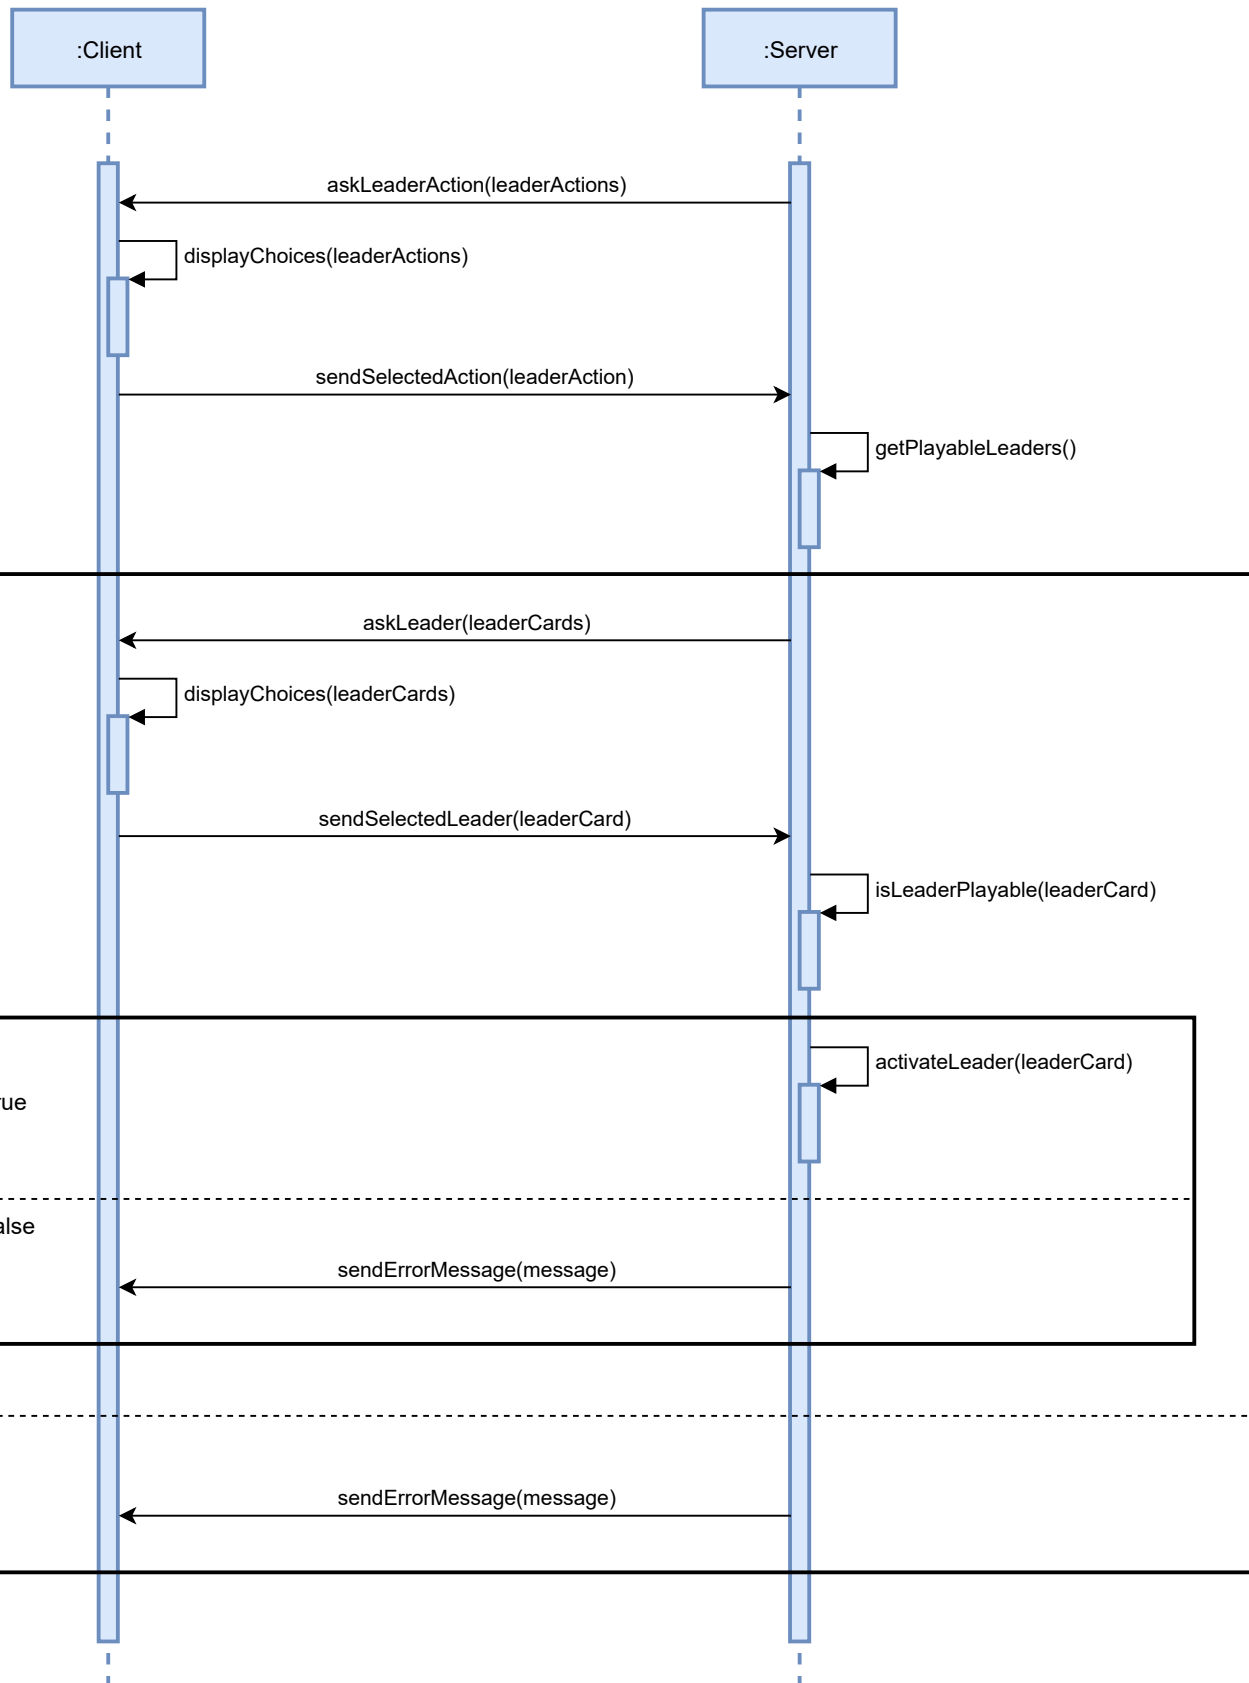 :Client
:Server
askLeaderAction(leaderActions)
displayChoices(leaderActions)
sendSelectedAction(leaderAction)
getPlayableLeaders()
askLeader(leaderCards)
displayChoices(leaderCards)
sendSelectedLeader(leaderCard)
isLeaderPlayable(leaderCard)
activateLeader(leaderCard)
rue
alse
sendErrorMessage(message)
sendErrorMessage(message)